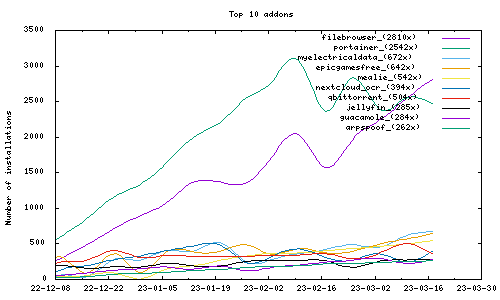 Top 10 addons
Number of installations
3500
3000
2500
2000
1500
1000
500
0
filebrowser_(2810x)
portainer_(2542x)
myelectricaldata_(672x)
epicgamesfree_(642x)
mealie_(542x)
nextcloud_ocr_(394x)
qbittorrent_(504x)
jellyfin_(285x)
guacamole_(284x)
arpspoof_(262x)
22-12-08
22-12-22
23-01-05
23-01-19
23-02-02
23-02-16
23-03-02
23-03-16
23-03-30